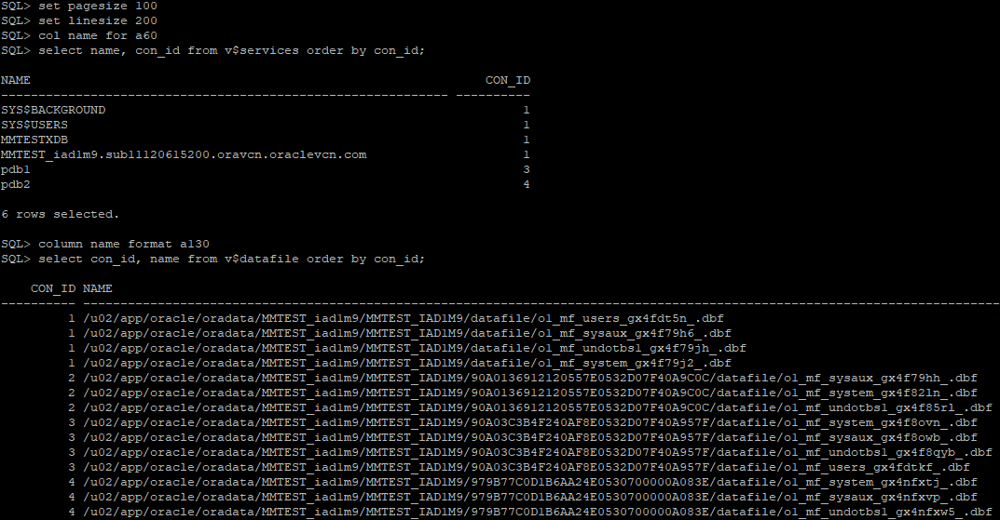 SQL> set pagesize 100
SQL> set linesize 200
SQL> col name for a60
SQL> select name, con_id from v$services order by con_id;
NAME CON_ID
------------------------------------------------------------ ----------
SYS$BACKGROUND 1
SYS$USERS 1
MMTESTXDB 1
MMTEST_iad1m9.sub11120615200.oravcn.oraclevcn.com 1
pdb1 3
pdb2 4
6 rows selected.
SQL> column name format a130
SQL> select con_id, name from v$datafile order by con_id;
CON_ID NAME
---------- ---------------------------------------------------------------------------------------------------------------------------
1 /u02/app/oracle/oradata/MMTEST_iad1m9/MMTEST_IAD1M9/datafile/o1_mf_users_gx4fdt5n_.dbf
1 /u02/app/oracle/oradata/MMTEST_iad1m9/MMTEST_IAD1M9/datafile/o1_mf_sysaux_gx4f79h6_.dbf
1 /u02/app/oracle/oradata/MMTEST_iad1m9/MMTEST_IAD1M9/datafile/o1_mf_undotbs1_gx4f79jh_.dbf
1 /u02/app/oracle/oradata/MMTEST_iad1m9/MMTEST_IAD1M9/datafile/o1_mf_system_gx4f79j2_.dbf
2 /u02/app/oracle/oradata/MMTEST_iad1m9/MMTEST_IAD1M9/90A0136912120557E0532D07F40A9C0C/datafile/o1_mf_sysaux_gx4f79hh_.dbf
2 /u02/app/oracle/oradata/MMTEST_iad1m9/MMTEST_IAD1M9/90A0136912120557E0532D07F40A9C0C/datafile/o1_mf_system_gx4f82ln_.dbf
2 /u02/app/oracle/oradata/MMTEST_iad1m9/MMTEST_IAD1M9/90A0136912120557E0532D07F40A9C0C/datafile/o1_mf_undotbs1_gx4f85rl_.dbf
3 /u02/app/oracle/oradata/MMTEST_iad1m9/MMTEST_IAD1M9/90A03C3B4F240AF8E0532D07F40A957F/datafile/o1_mf_system_gx4f8ovn_.dbf
3 /u02/app/oracle/oradata/MMTEST_iad1m9/MMTEST_IAD1M9/90A03C3B4F240AF8E0532D07F40A957F/datafile/o1_mf_sysaux_gx4f8owb_.dbf
3 /u02/app/oracle/oradata/MMTEST_iad1m9/MMTEST_IAD1M9/90A03C3B4F240AF8E0532D07F40A957F/datafile/o1_mf_undotbs1_gx4f8qyb_.dbf
3 /u02/app/oracle/oradata/MMTEST_iad1m9/MMTEST_IAD1M9/90A03C3B4F240AF8E0532D07F40A957F/datafile/o1_mf_users_gx4fdtkf_.dbf
4 /u02/app/oracle/oradata/MMTEST_iad1m9/MMTEST_IAD1M9/979B77C0D1B6AA24E0530700000A083E/datafile/o1_mf_system_gx4nfxtj_.dbf
4 /u02/app/oracle/oradata/MMTEST_iad1m9/MMTEST_IAD1M9/979B77C0D1B6AA24E0530700000A083E/datafile/o1_mf_sysaux_gx4nfxvp_.dbf
4 /u02/app/oracle/oradata/MMTEST_iad1m9/MMTEST_IAD1M9/979B77C0D1B6AA24E0530700000A083E/datafile/o1_mf_undotbs1_gx4nfxw5_.dbf